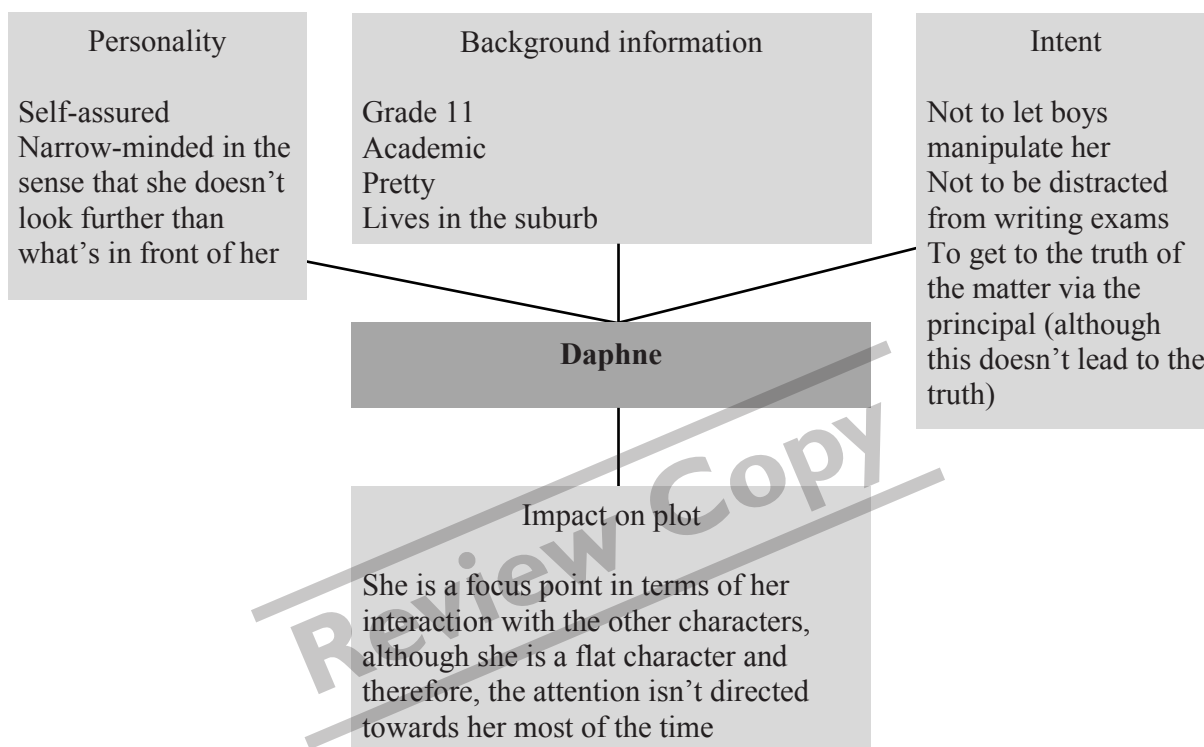 Personality
Self-assured
Narrow-minded in the
sense that she doesn’t
look further than
what’s in front of her
Background information
Grade 11
Academic
Pretty
Lives in the suburb
Intent
Not to let boys
manipulate her
Not to be distracted
from writing exams
To get to the truth of
the matter via the
principal (although
this doesn’t lead to the
truth)
Daphne
Impact on plot
She is a focus point in terms of her
interaction with the other characters,
although she is a flat character and
therefore, the attention isn’t directed
towards her most of the time
Review Copy